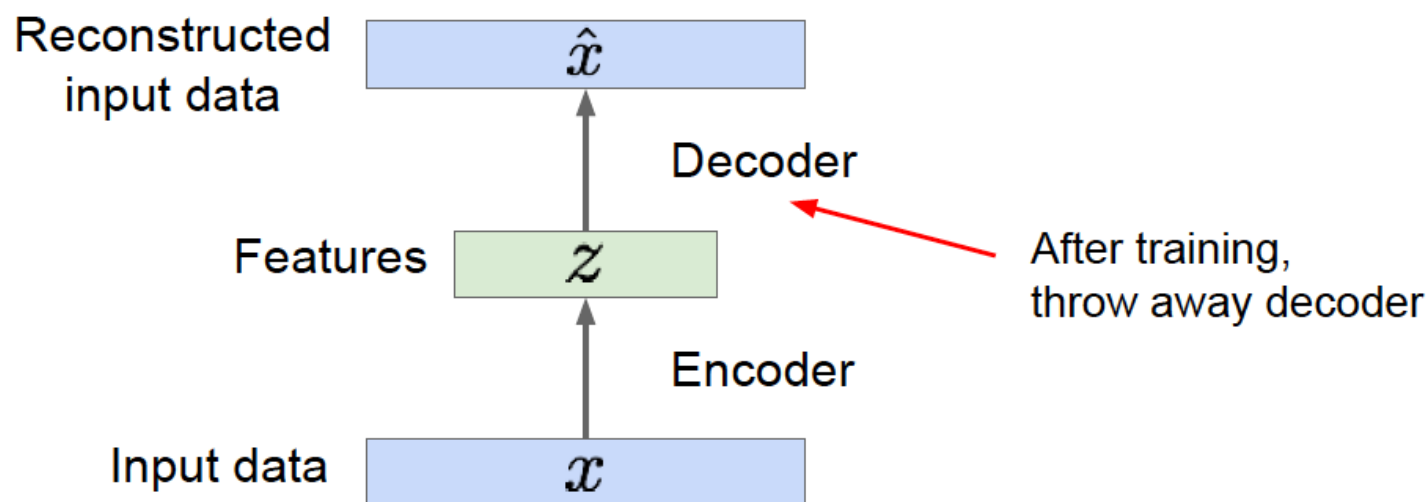 Reconstructed
input data
x̂
Decoder
Features
z
After training,
throw away decoder
Encoder
Input data
x